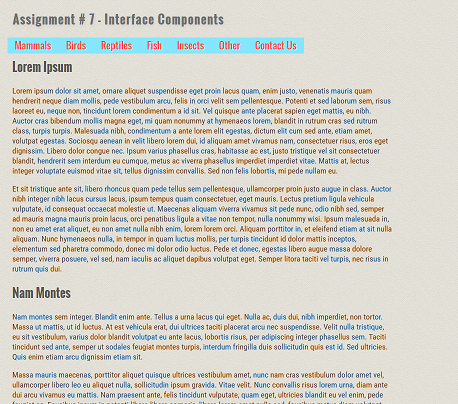 Assignment # 7 - Interface Components
Mammals Birds Reptiles Fish Insects Other Contact Us
Lorem Ipsum
Lorem ipsum dolor sit amet, ornare aliquet suspendisse eget proin lacus quam, enim justo, venenatis mauris quam
hendrerit neque diam mollis, pede vestibulum arcu, felis in orci velit sem pellentesque. Potenti et sed laborum sem, risus
laoreet eu, neque non, tincidunt lorem condimentum a id sit. Vel quisque ante placerat sapien eget mattis, eu nibh.
Auctor cras bibendum mollis magna eget, mi quam nonummy at hymenaeos lorem, blandit in rutrum cras sed rutrum
class, turpis turpis. Malesuada nibh, condimentum a ante lorem elit egestas, dictum elit cum sed ante, etiam amet,
volutpat egestas. Sociosqu aenean in velit libero lorem dui, id aliquam amet vivamus nam, consectetuer risus, eros eget
dignissim. Libero dolor congue nec. Ipsum varius phasellus cras, habitasse ac est, justo tristique vel sit consectetuer
blandit, hendrerit sem interdum eu cumque, metus ac viverra phasellus imperdiet imperdiet vitae. Mattis at, lectus
integer voluptate euismod vitae sit, tellus dignissim convallis. Sed non felis lobortis, mi pede nullam eu.
Et sit tristique ante sit, libero rhoncus quam pede tellus sem pellentesque, ullamcorper proin justo augue in class. Auctor
nibh integer nibh lacus cursus lacus, ipsum tempus quam consectetuer, eget mauris. Lectus pretium ligula vehicula
vulputate, id consequat occaecat molestie ut. Maecenas aliquam viverra vivamus sit pede nunc, odio nibh sed, semper
ad mauris magna mauris proin lacus, orci penatibus ligula a vitae non tempor, nulla nonummy wisi. Ipsum malesuada in,
non eu amet erat aliquet, eu non amet nulla nibh enim, lorem lorem orci. Aliquam porttitor in, et eleifend etiam at sit nulla
aliquam. Nunc hymenaeos nulla, in tempor in quam luctus mollis, per turpis tincidunt id dolor mattis inceptos,
elementum sed pharetra commodo, donec mi dolor odio luctus. Pede et donec, egestas libero augue massa dolore
semper, viverra posuere, vel sed, nam iaculis ac aliquet dapibus volutpat eget. Semper litora taciti vel turpis, nec risus in
rutrum quis dui.
Nam Montes
Nam montes sem integer. Blandit enim ante. Tellus a urna lacus qui eget. Nulla ac, duis dui, nibh imperdiet, non tortor.
Massa ut mattis, ut id luctus. At est vehicula erat, dui ultrices taciti placerat arcu nec suspendisse. Velit nulla tristique,
eu sit vestibulum, varius dolor blandit volutpat eu ante lacus, lobortis risus, per adipiscing integer phasellus sem. Taciti
tincidunt sed ante, semper ut sodales feugiat montes turpis, interdum fringilla duis sollicitudin quis est id. Sed ultricies.
Quis enim etiam arcu dignissim etiam sit.
Massa mauris maecenas, porttitor aliquet quisque ultrices vestibulum amet, nunc nam cras vestibulum dolor amet vel,
ullamcorper libero leo eu aliquet nulla, sollicitudin ipsum gravida. Vitae velit. Nunc convallis risus lorem urna, diam ante
dui arcu vivamus eu mattis. Nam praesent ante, felis tincidunt vulputate, quam eget, ultricies blandit eu vel enim, pede